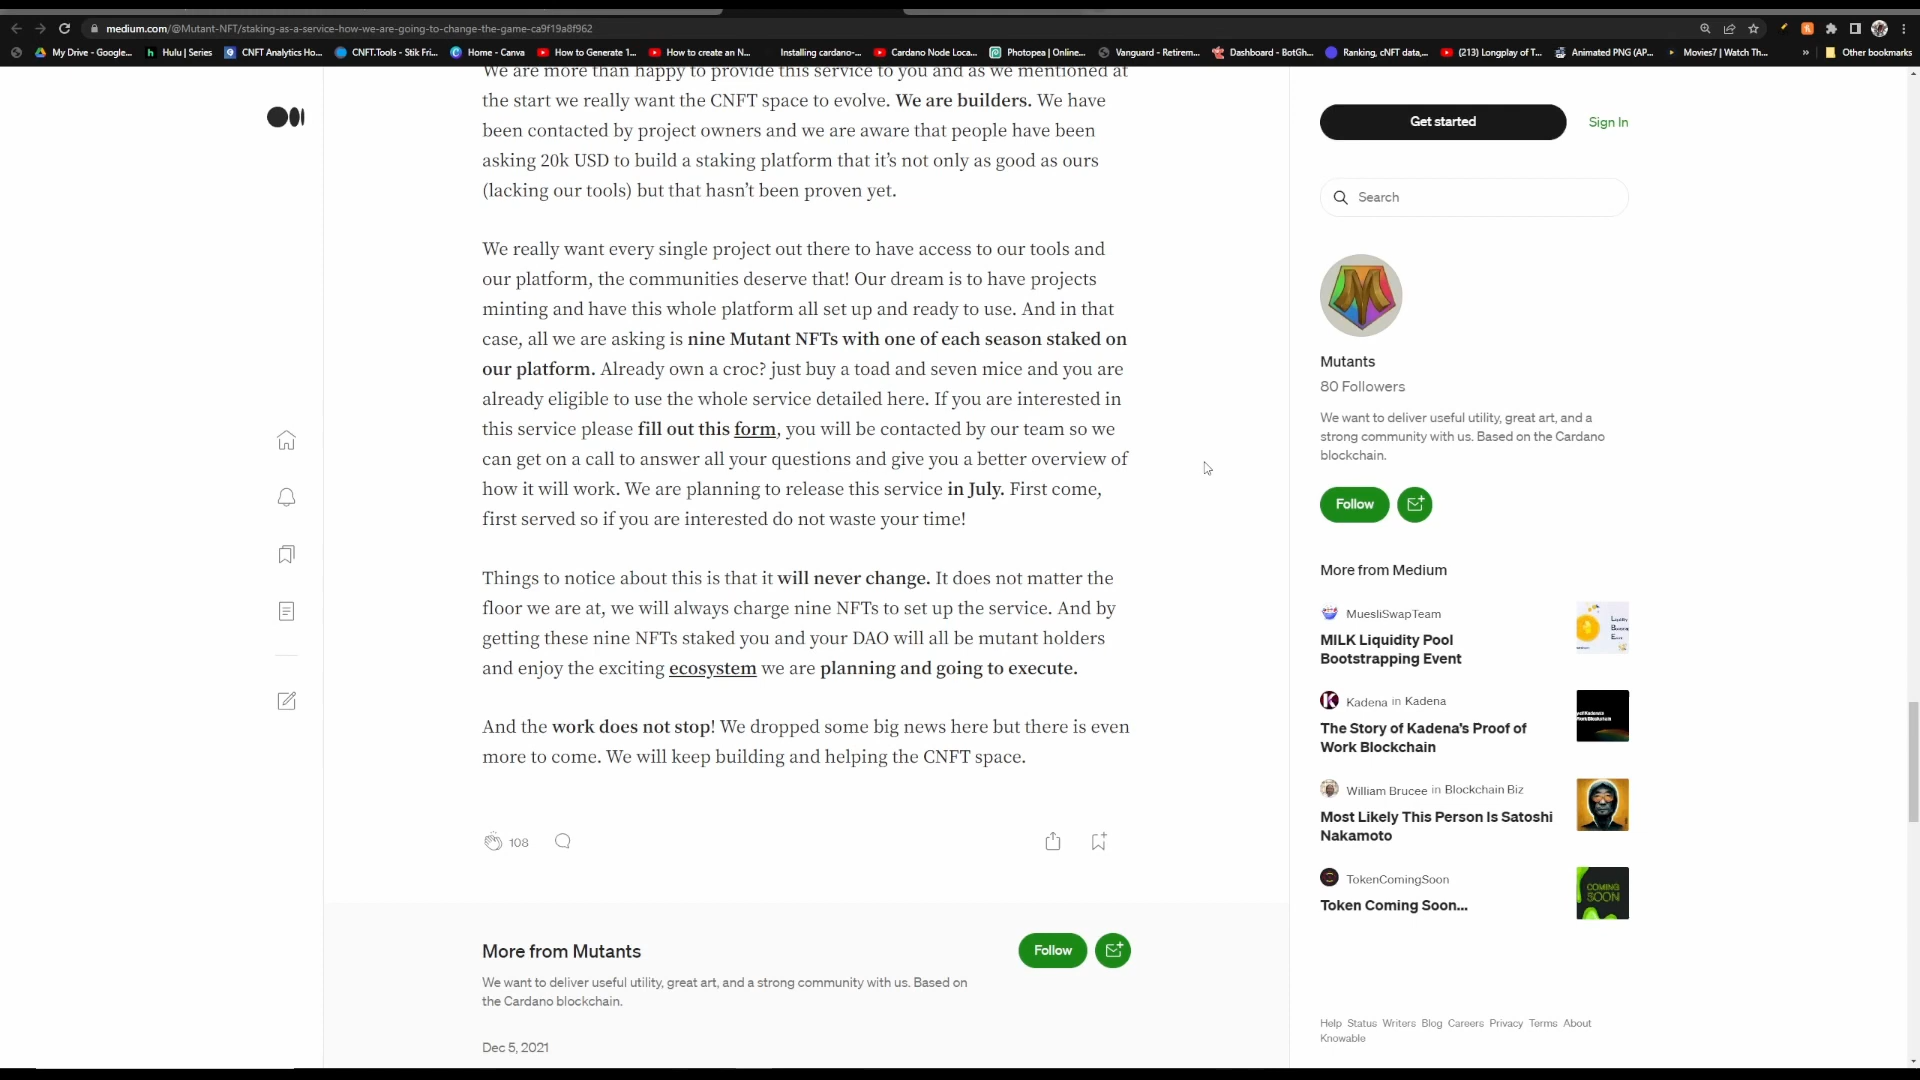 medium.com/@Mutant-NFT/staking-as-a-service-how-we-are-going-to-change-the-game-ca9f19a8f962
My Drive - Google...
Hulu | Series
CNFT Analytics Ho...
CNFT.Tools - Stik Fri...
Home - Canva
How to Generate 1...
How to create an N...
Installing cardano-...
Cardano Node Loca...
Photopea | Online...
Vanguard - Retirem...
Dashboard - BotGh...
Ranking, cNFT data,...
(213) Longplay of T...
Animated PNG (AP...
Movies7 | Watch Th...
»
Other bookmarks
We are more than happy to provide this service to you and as we mentioned at
the start we really want the CNFT space to evolve. We are builders. We have
been contacted by project owners and we are aware that people have been
asking 20k USD to build a staking platform that it's not only as good as ours
(lacking our tools) but that hasn't been proven yet.
We really want every single project out there to have access to our tools and
our platform, the communities deserve that! Our dream is to have projects
minting and have this whole platform all set up and ready to use. And in that
case, all we are asking is nine Mutant NFTs with one of each season staked on
our platform. Already own a croc? just buy a toad and seven mice and you are
already eligible to use the whole service detailed here. If you are interested in
this service please fill out this form, you will be contacted by our team so we
can get on a call to answer all your questions and give you a better overview of
how it will work. We are planning to release this service in July. First come,
first served so if you are interested do not waste your time!
Things to notice about this is that it will never change. It does not matter the
floor we are at, we will always charge nine NFTs to set up the service. And by
getting these nine NFTs staked you and your DAO will all be mutant holders
and enjoy the exciting ecosystem we are planning and going to execute.
And the work does not stop! We dropped some big news here but there is even
more to come. We will keep building and helping the CNFT space.
108
More from Mutants
Follow
We want to deliver useful utility, great art, and a strong community with us. Based on
the Cardano blockchain.
Dec 5, 2021
Get started
Sign In
Search
M
Mutants
80 Followers
We want to deliver useful utility, great art, and a
strong community with us. Based on the Cardano
blockchain.
Follow
More from Medium
MuesliSwapTeam
MILK Liquidity Pool
Bootstrapping Event
Kadena in Kadena
The Story of Kadena's Proof of
Work Blockchain
William Brucee in Blockchain Biz
Most Likely This Person Is Satoshi
Nakamoto
TokenComingSoon
Token Coming Soon...
COMING
SOON
Help Status Writers Blog Careers Privacy Terms About
Knowable